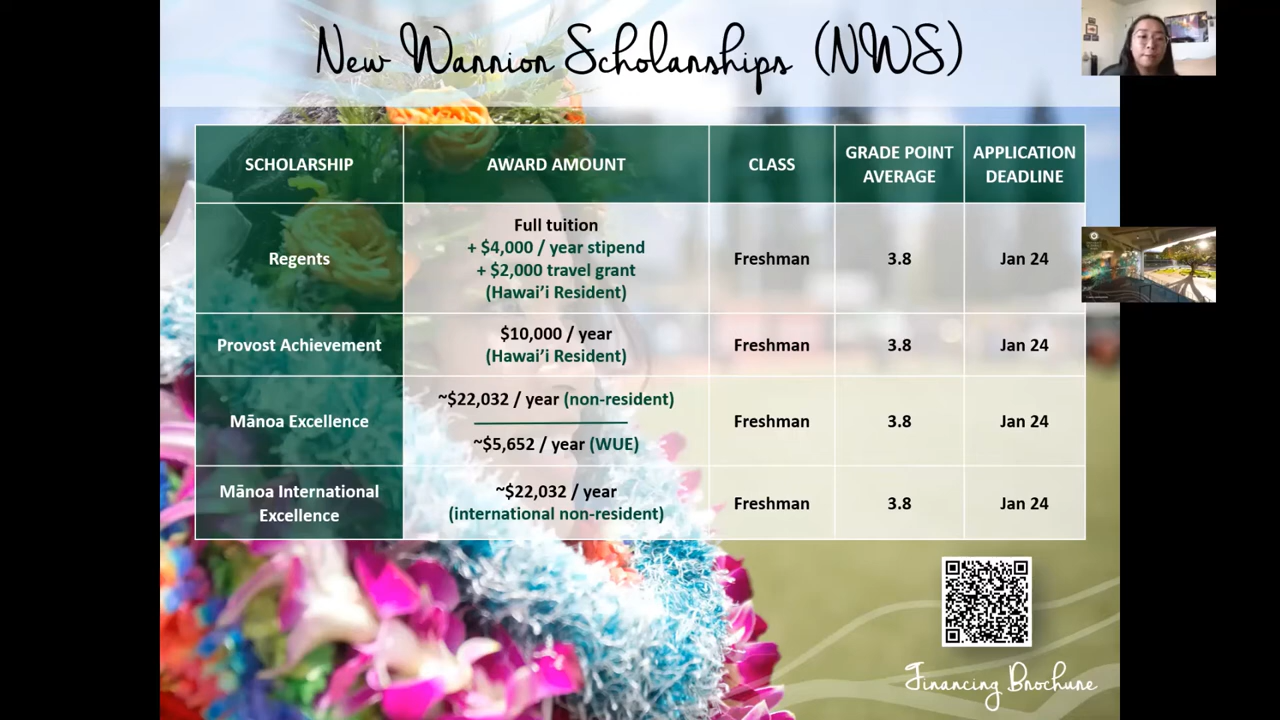 New Warrior Scholarships (NWS)
SCHOLARSHIP
AWARD AMOUNT
CLASS
GRADE POINT
AVERAGE
APPLICATION
DEADLINE
Regents
Full tuition
+ $4,000 / year stipend
+ $2,000 travel grant
(Hawai’i Resident)
Freshman
3.8
Jan 24
Provost Achievement
$10,000 / year
(Hawai’i Resident)
Freshman
3.8
Jan 24
Mānoa Excellence
~$22,032 / year (non-resident)
~$5,652 / year (WUE)
Freshman
3.8
Jan 24
Mānoa International
Excellence
~$22,032 / year
(international non-resident)
Freshman
3.8
Jan 24
Financing Brochure